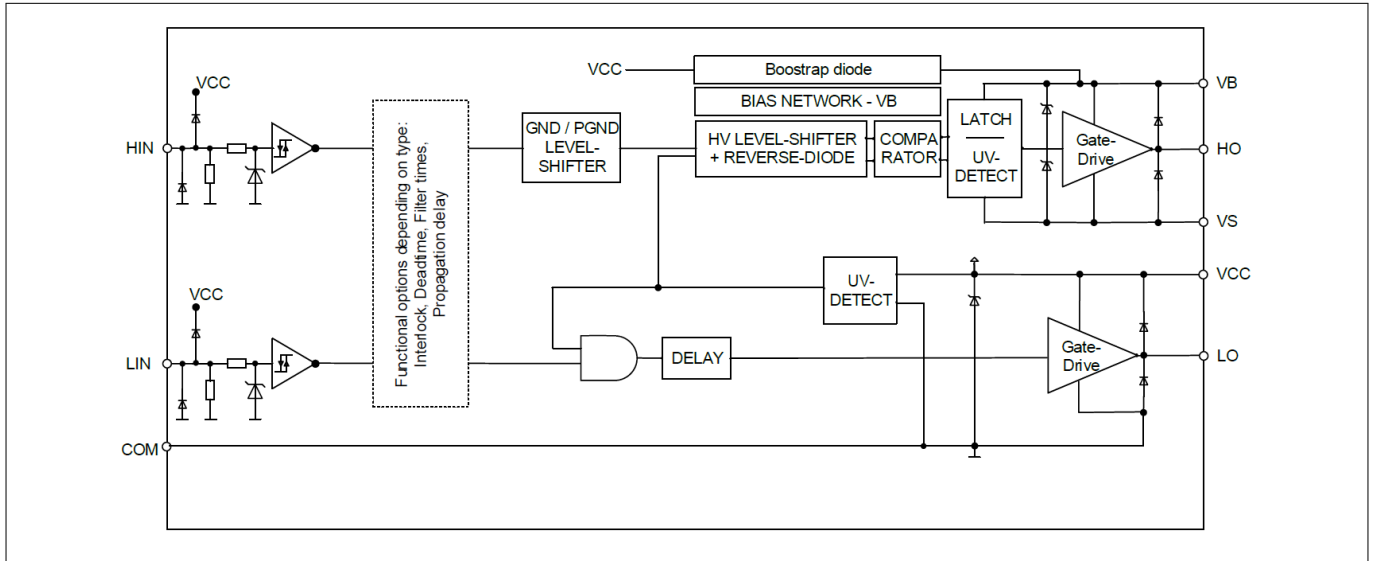 VCC
HIN
VCC
LIN
COM
Functional options depending on type:
Interlock, Deadtime, Filter times,
Propagation delay
GND / PGND
LEVEL-
SHIFTER
VCC
Boostrap diode
BIAS NETWORK - VB
HV LEVEL-SHIFTER
+ REVERSE-DIODE
COMPA
RATOR
LATCH
UV-
DETECT
Gate-
Drive
VB
HO
VS
UV-
DETECT
DELAY
Gate-
Drive
VCC
LO